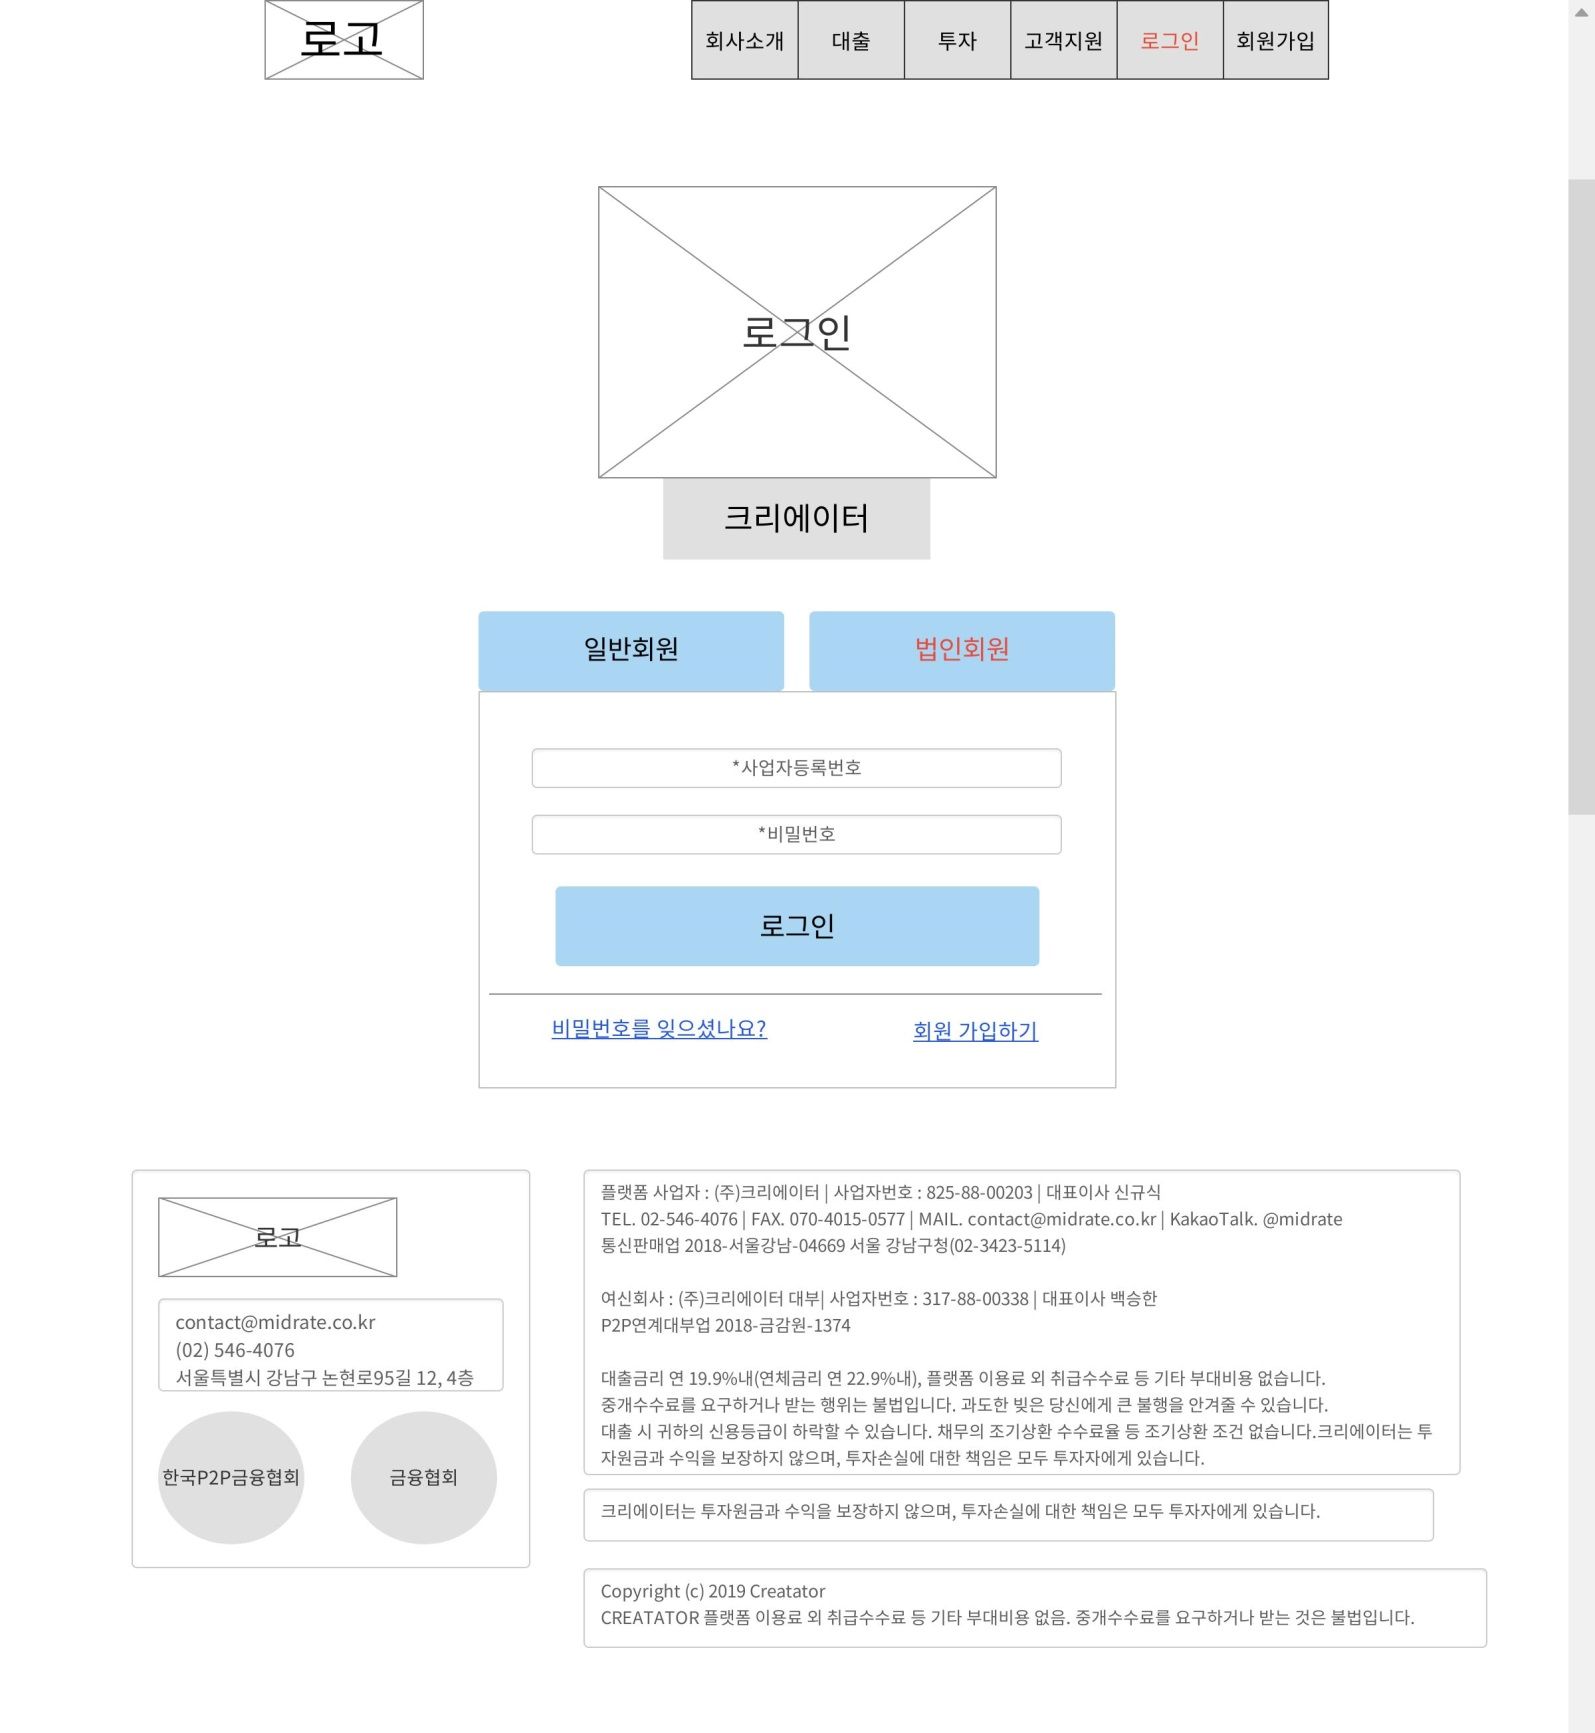 로고
회사소개 대출 투자 고객지원 로그인 회원가입
로그인
크리에이터
일반회원 법인회원
*사업자등록번호
*비밀번호
로그인
비밀번호를 잊으셨나요? 회원 가입하기
로고
contact@midrate.co.kr
(02) 546-4076
서울특별시 강남구 논현로95길 12, 4층
한국P2P금융협회 금융협회
플랫폼 사업자 : (주)크리에이터 | 사업자번호 : 825-88-00203 | 대표이사 신규식
TEL. 02-546-4076 | FAX. 070-4015-0577 | MAIL. contact@midrate.co.kr | KakaoTalk. @midrate
통신판매업 2018-서울강남-04669 서울 강남구청(02-3423-5114)
여신회사 : (주)크리에이터 대부| 사업자번호 : 317-88-00338 | 대표이사 백승한
P2P연계대부업 2018-금감원-1374
대출금리 연 19.9%내(연체금리 연 22.9%내), 플랫폼 이용료 외 취급수수료 등 기타 부대비용 없습니다.
중개수수료를 요구하거나 받는 행위는 불법입니다. 과도한 빚은 당신에게 큰 불행을 안겨줄 수 있습니다.
대출 시 귀하의 신용등급이 하락할 수 있습니다. 채무의 조기상환 수수료율 등 조기상환 조건 없습니다.크리에이터는 투
자원금과 수익을 보장하지 않으며, 투자손실에 대한 책임은 모두 투자자에게 있습니다.
크리에이터는 투자원금과 수익을 보장하지 않으며, 투자손실에 대한 책임은 모두 투자자에게 있습니다.
Copyright (c) 2019 Creatator
CREATATOR 플랫폼 이용료 외 취급수수료 등 기타 부대비용 없음. 중개수수료를 요구하거나 받는 것은 불법입니다.